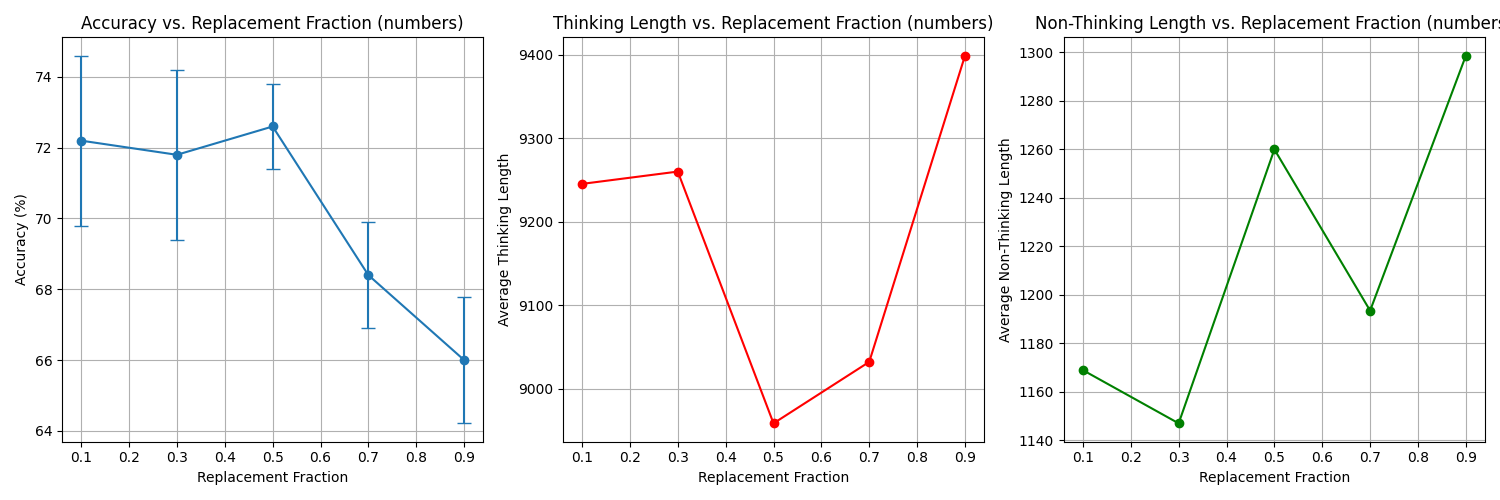 Accuracy vs. Replacement Fraction (numbers)
74
72
70
68
66
64
Accuracy (%)
0.1 0.2 0.3 0.4 0.5 0.6 0.7 0.8 0.9
Replacement Fraction
Thinking Length vs. Replacement Fraction (numbers)
9400
9300
9200
9100
9000
Average Thinking Length
0.1 0.2 0.3 0.4 0.5 0.6 0.7 0.8 0.9
Replacement Fraction
Non-Thinking Length vs. Replacement Fraction (numbers
1300
1280
1260
1240
1220
1200
1180
1160
1140
Average Non-Thinking Length
0.1 0.2 0.3 0.4 0.5 0.6 0.7 0.8 0.9
Replacement Fraction